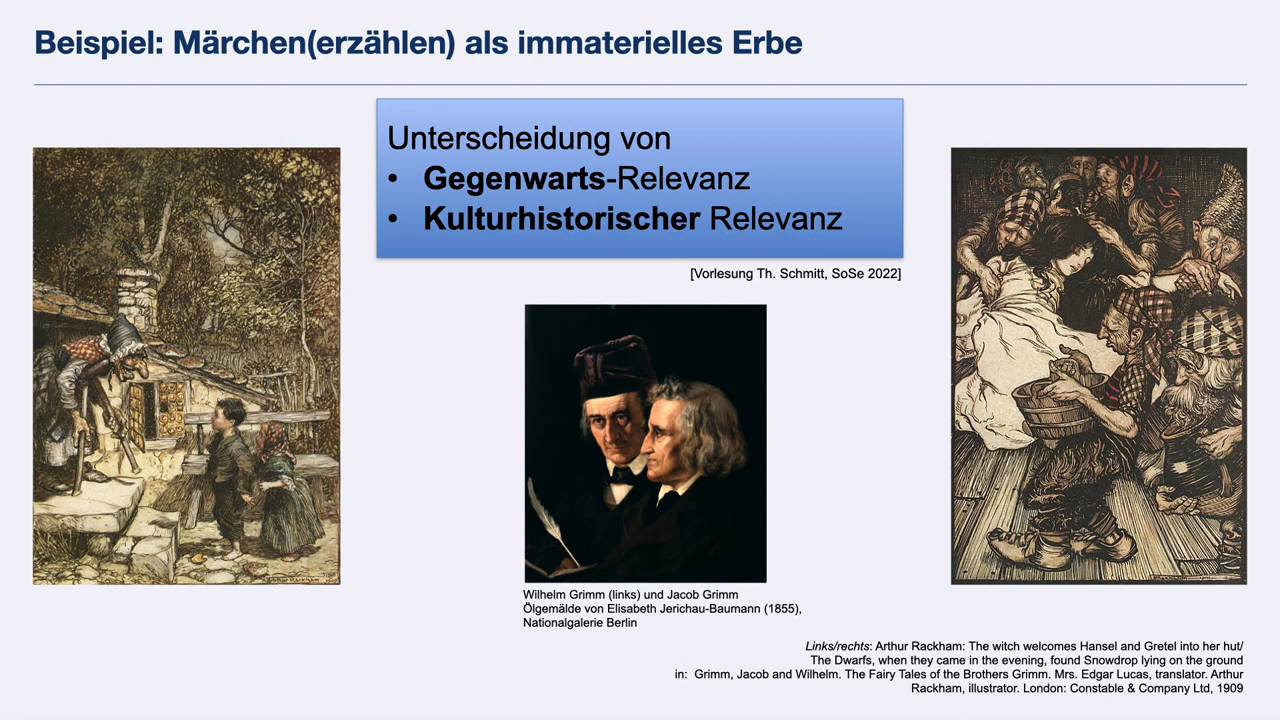 Beispiel: Märchen(erzählen) als immaterielles Erbe
Unterscheidung von
• Gegenwarts-Relevanz
• Kulturhistorischer Relevanz
[Vorlesung Th. Schmitt, SoSe 2022]
Wilhelm Grimm (links) und Jacob Grimm
Ölgemälde von Elisabeth Jerichau-Baumann (1855),
Nationalgalerie Berlin
Links/rechts: Arthur Rackham: The witch welcomes Hansel and Gretel into her hut/
The Dwarfs, when they came in the evening, found Snowdrop lying on the ground
in: Grimm, Jacob and Wilhelm. The Fairy Tales of the Brothers Grimm. Mrs. Edgar Lucas, translator. Arthur
Rackham, illustrator. London: Constable & Company Ltd, 1909